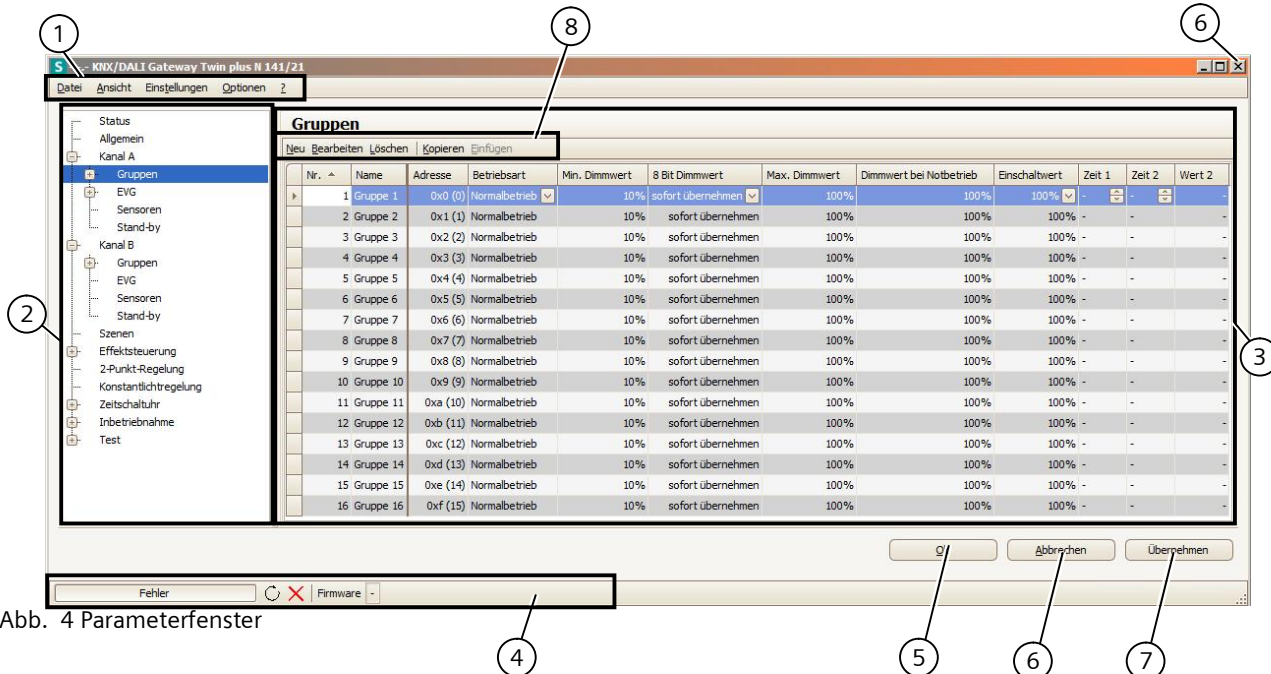 1
8
6
S - KNX/DALI Gateway Twin plus N 141/21
Datei Ansicht Einstellungen Optionen ?
Status
Allgemein
Kanal A
Gruppen
EVG
Sensoren
Stand-by
Kanal B
Gruppen
EVG
Sensoren
Stand-by
Szenen
Effektsteuerung
2-Punkt-Regelung
Konstantlichtregelung
Zeitschaltuhr
Inbetriebnahme
Test
2
Gruppen
Neu Bearbeiten Löschen Kopieren Einfügen
Nr. Name Adresse Betriebsart Min. Dimmwert 8 Bit Dimmwert Max. Dimmwert Dimmwert bei Notbetrieb Einschaltwert Zeit 1 Zeit 2 Wert 2
1 Gruppe 1 0x0 (0) Normalbetrieb 10% sofort übernehmen 100% 100% 100% - - -
2 Gruppe 2 0x1 (1) Normalbetrieb 10% sofort übernehmen 100% 100% 100% - - -
3 Gruppe 3 0x2 (2) Normalbetrieb 10% sofort übernehmen 100% 100% 100% - - -
4 Gruppe 4 0x3 (3) Normalbetrieb 10% sofort übernehmen 100% 100% 100% - - -
5 Gruppe 5 0x4 (4) Normalbetrieb 10% sofort übernehmen 100% 100% 100% - - -
6 Gruppe 6 0x5 (5) Normalbetrieb 10% sofort übernehmen 100% 100% 100% - - -
7 Gruppe 7 0x6 (6) Normalbetrieb 10% sofort übernehmen 100% 100% 100% - - -
8 Gruppe 8 0x7 (7) Normalbetrieb 10% sofort übernehmen 100% 100% 100% - - -
9 Gruppe 9 0x8 (8) Normalbetrieb 10% sofort übernehmen 100% 100% 100% - - -
10 Gruppe 10 0x9 (9) Normalbetrieb 10% sofort übernehmen 100% 100% 100% - - -
11 Gruppe 11 0xa (10) Normalbetrieb 10% sofort übernehmen 100% 100% 100% - - -
12 Gruppe 12 0xb (11) Normalbetrieb 10% sofort übernehmen 100% 100% 100% - - -
13 Gruppe 13 0xc (12) Normalbetrieb 10% sofort übernehmen 100% 100% 100% - - -
14 Gruppe 14 0xd (13) Normalbetrieb 10% sofort übernehmen 100% 100% 100% - - -
15 Gruppe 15 0xe (14) Normalbetrieb 10% sofort übernehmen 100% 100% 100% - - -
16 Gruppe 16 0xf (15) Normalbetrieb 10% sofort übernehmen 100% 100% 100% - - -
3
Abbrechen Übernehmen
Fehler Firmware -
Abb. 4 Parameterfenster
4
5
6
7